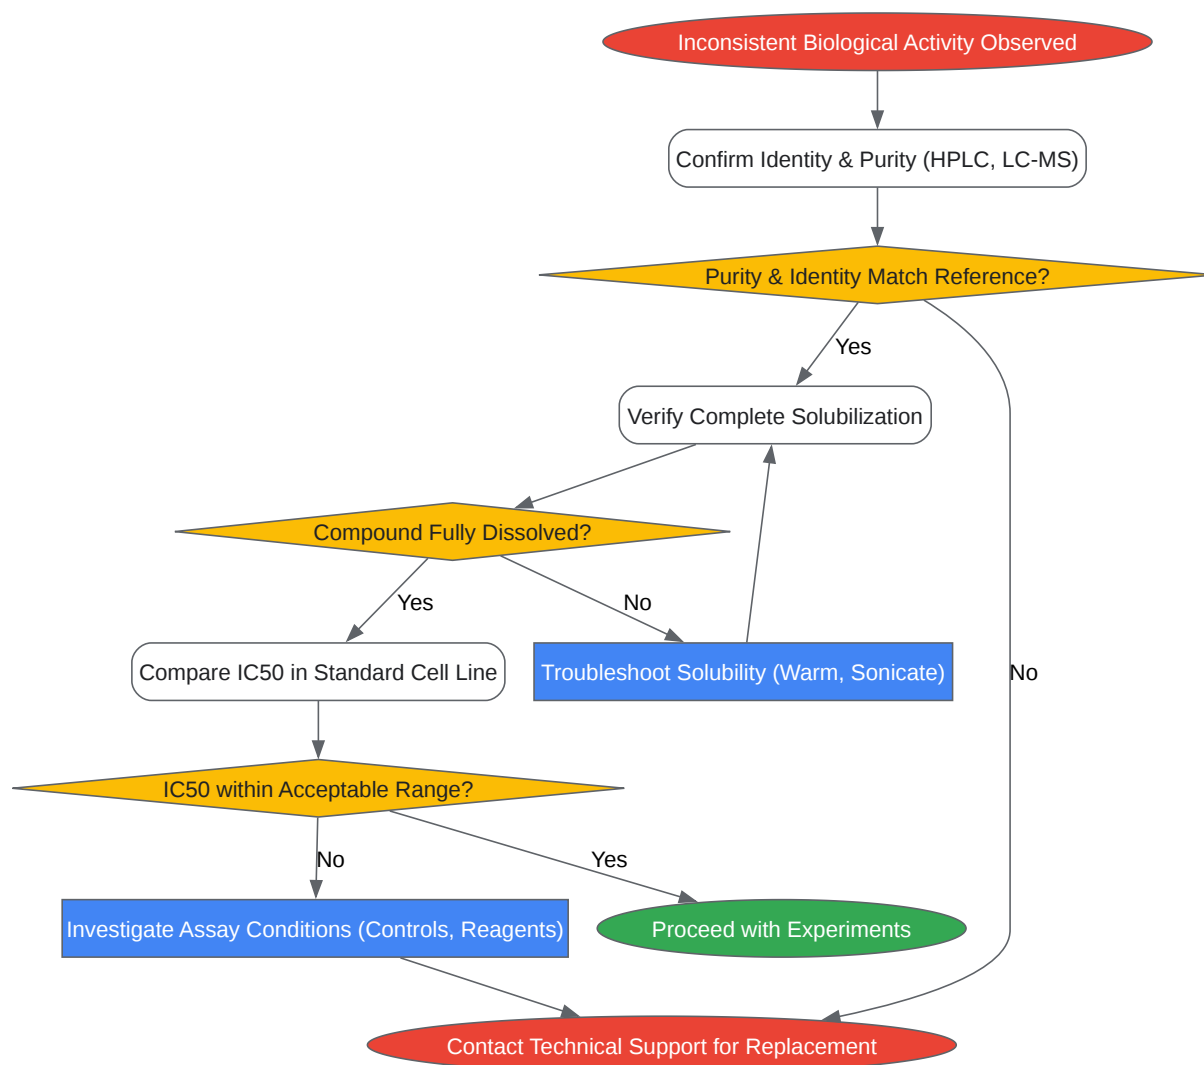 Inconsistent Biological Activity Observed
Confirm Identity & Purity (HPLC, LC-MS)
Purity & Identity Match Reference?
Yes
Verify Complete Solubilization
Compound Fully Dissolved?
Yes
No
Compare IC50 in Standard Cell Line
Troubleshoot Solubility (Warm, Sonicate)
No
IC50 within Acceptable Range?
No
Yes
Investigate Assay Conditions (Controls, Reagents)
Proceed with Experiments
Contact Technical Support for Replacement